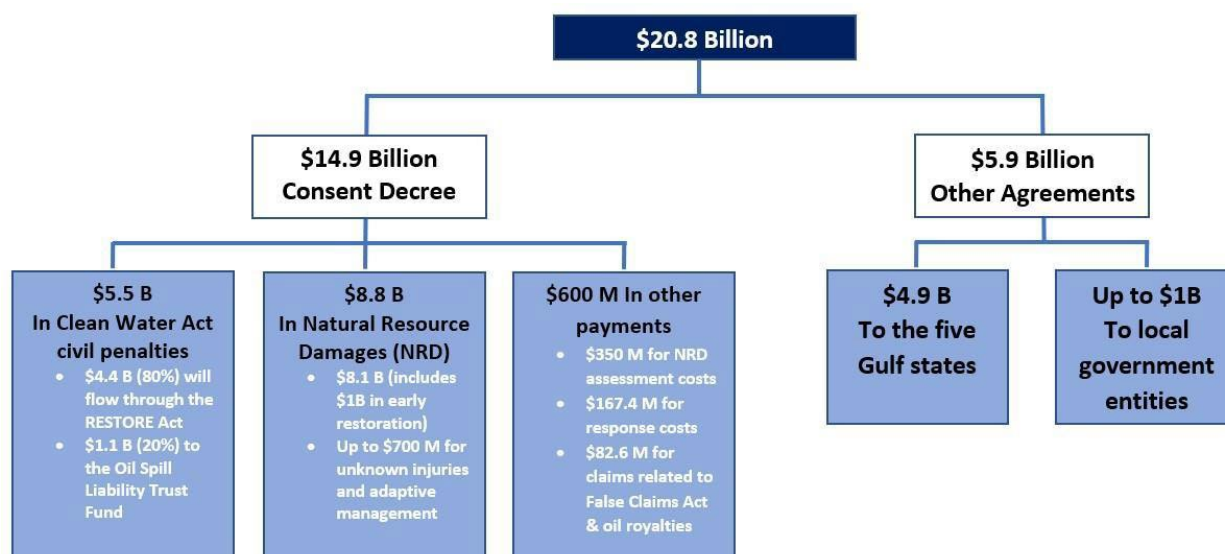 $20.8 Billion
$14.9 Billion
Consent Decree
$5.9 Billion
Other Agreements
$5.5 B
In Clean Water Act
civil penalties
• $4.4 B (80%) will
flow through the
RESTORE Act
• $1.1 B (20%) to
the Oil Spill
Liability Trust
Fund
$8.8 B
In Natural Resource
Damages (NRD)
• $8.1 B (includes
$1B in early
restoration)
• Up to $700 M for
unknown injuries
and adaptive
management
$600 M In other
payments
• $350 M for NRD
assessment costs
• $167.4 M for
response costs
• $82.6 M for
claims related to
False Claims Act
& oil royalties
$4.9 B
To the five
Gulf states
Up to $1B
To local
government
entities